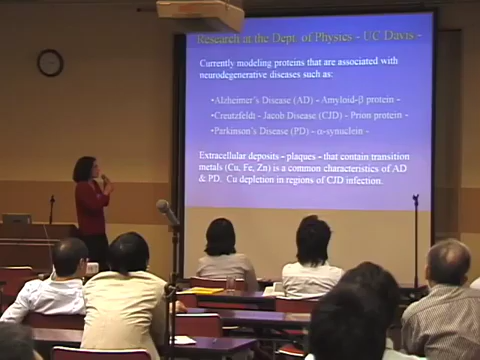 Research at the Dept. of Physics - UC Davis -
Currently modeling proteins that are associated with
neurodegenerative diseases such as:
•Alzheimer's Disease (AD) - Amyloid-β protein -
•Creutzfeldt - Jacob Disease (CJD) - Prion protein -
•Parkinson's Disease (PD) - α-synuclein -
Extracellular deposits - plaques - that contain transition
metals (Cu, Fe, Zn) is a common characteristics of AD
& PD. Cu depletion in regions of CJD infection.